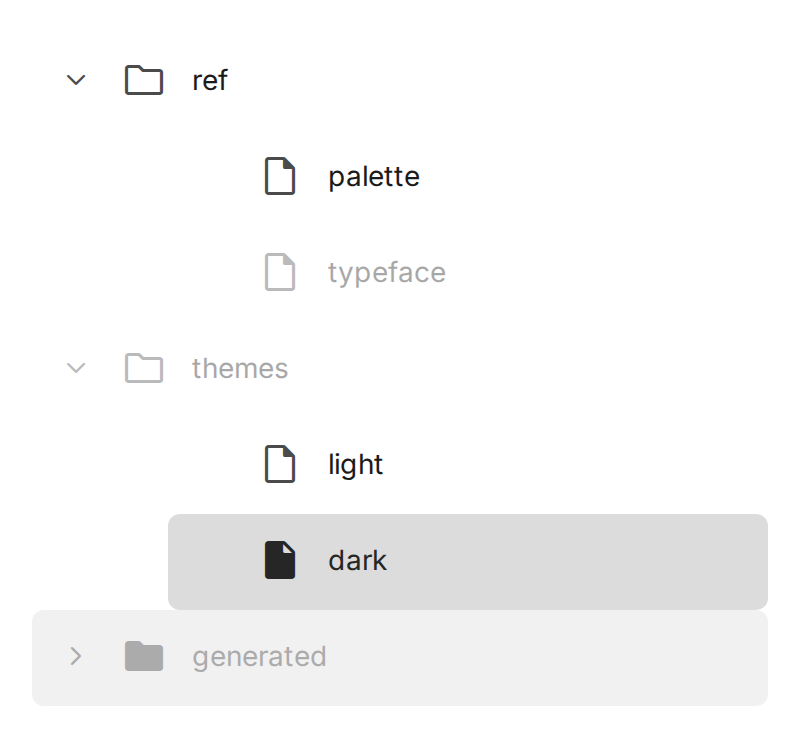 ref
palette
typeface
themes
light
dark
generated